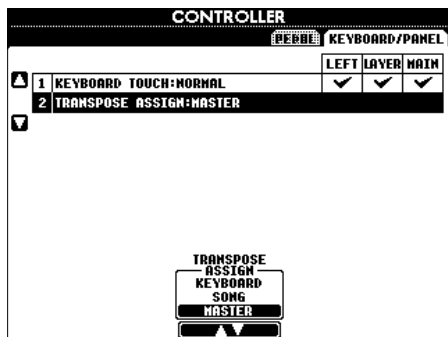 CONTROLLER
PEDAL KEYBOARD/PANEL
LEFT LAYER MAIN
1 KEYBOARD TOUCH:NORMAL
2 TRANSPOSE ASSIGN:MASTER
TRANSPOSE
ASSIGN
KEYBOARD
SONG
MASTER